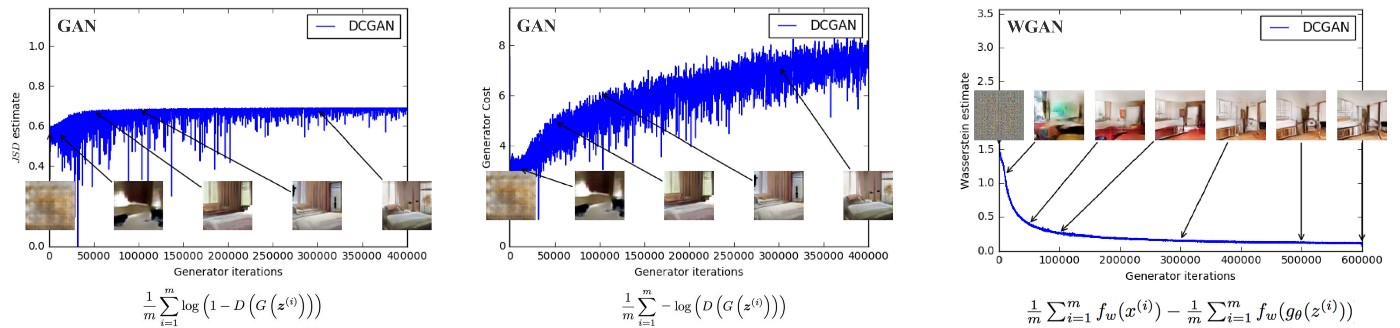 GAN
DCGAN
JSD estimate
1.0
0.8
0.6
0.4
0.0
0 50000 100000 150000 200000 250000 300000 350000 400000
Generator iterations
\frac{1}{m} \sum_{i=1}^{m} \log \left(1 - D\left(G\left(z^{(i)}\right)\right)\right)
GAN
DCGAN
Generator Cost
8
6
4
0
0 50000 100000 150000 200000 250000 300000 350000 400000
Generator iterations
\frac{1}{m} \sum_{i=1}^{m} -\log \left(D\left(G\left(z^{(i)}\right)\right)\right)
WGAN
DCGAN
Wasserstein estimate
3.5
3.0
2.5
1.5
1.0
0.5
0.0
0 100000 200000 300000 400000 500000 600000
Generator iterations
\frac{1}{m} \sum_{i=1}^{m} f_w(x^{(i)}) - \frac{1}{m} \sum_{i=1}^{m} f_w(g_\theta(z^{(i)}))